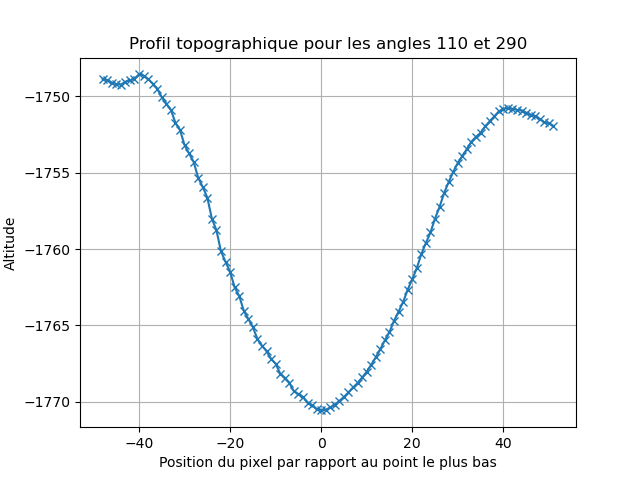 Profil topographique pour les angles 110 et 290
Altitude
−1750
−1755
−1760
−1765
−1770
−40 −20 0 20 40
Position du pixel par rapport au point le plus bas